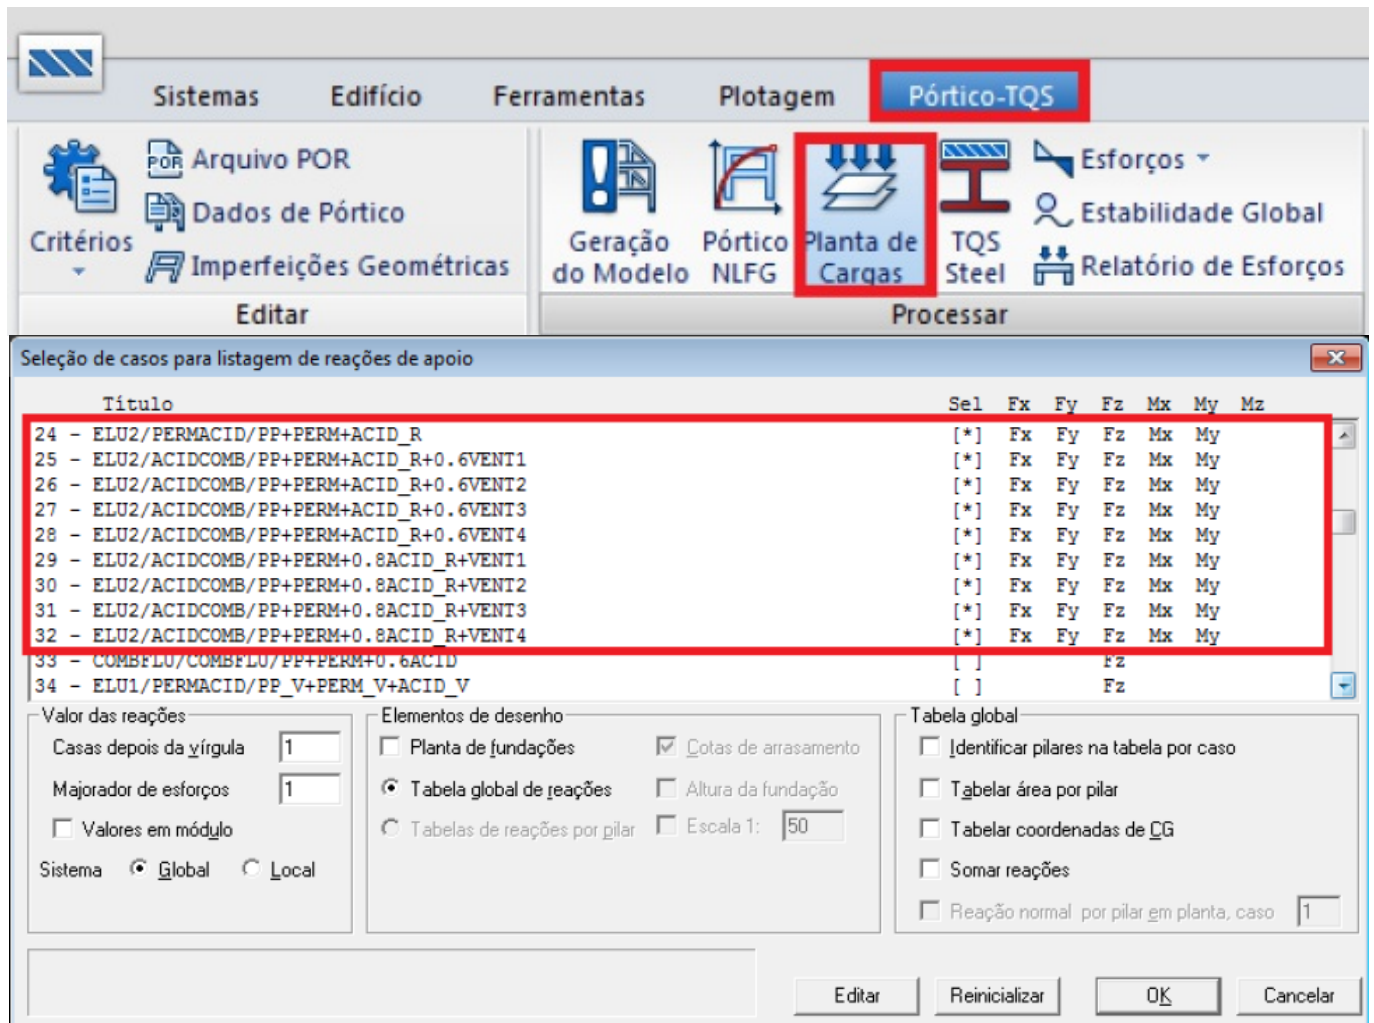 Sistemas Edifício Ferramentas Plotagem Pórtico-TQS
Critérios
POR Arquivo POR
Dados de Pórtico
Imperfeições Geométricas
Editar
Geração do Modelo
Pórtico NLFG
Planta de Cargas
TQS Steel
Esforços
Estabilidade Global
Relatório de Esforços
Processar
Seleção de casos para listagem de reações de apoio
Título Sel Fx Fy Fz Mx My Mz
24 - ELU2/PERMACID/PP+PERM+ACID_R [*] Fx Fy Fz Mx My
25 - ELU2/ACIDCOMB/PP+PERM+ACID_R+0.6VENT1 [*] Fx Fy Fz Mx My
26 - ELU2/ACIDCOMB/PP+PERM+ACID_R+0.6VENT2 [*] Fx Fy Fz Mx My
27 - ELU2/ACIDCOMB/PP+PERM+ACID_R+0.6VENT3 [*] Fx Fy Fz Mx My
28 - ELU2/ACIDCOMB/PP+PERM+ACID_R+0.6VENT4 [*] Fx Fy Fz Mx My
29 - ELU2/ACIDCOMB/PP+PERM+0.8ACID_R+VENT1 [*] Fx Fy Fz Mx My
30 - ELU2/ACIDCOMB/PP+PERM+0.8ACID_R+VENT2 [*] Fx Fy Fz Mx My
31 - ELU2/ACIDCOMB/PP+PERM+0.8ACID_R+VENT3 [*] Fx Fy Fz Mx My
32 - ELU2/ACIDCOMB/PP+PERM+0.8ACID_R+VENT4 [*] Fx Fy Fz Mx My
33 - COMBFLU/COMBFLU/PP+PERM+0.6ACID [ ] Fz
34 - ELU1/PERMACID/PP_V+PERM_V+ACID_V [ ] Fz
Valor das reações
Casas depois da vírgula 1
Majorador de esforços 1
Valores em módulo
Sistema Global Local
Elementos de desenho
Planta de fundações
Tabela global de reações
Tabelas de reações por pilar
Cotas de arrasamento
Altura da fundação
Escala 1: 50
Tabela global
Identificar pilares na tabela por caso
Tabelar área por pilar
Tabelar coordenadas de CG
Somar reações
Reação normal por pilar em planta, caso 1
Editar Reinicializar OK Cancelar